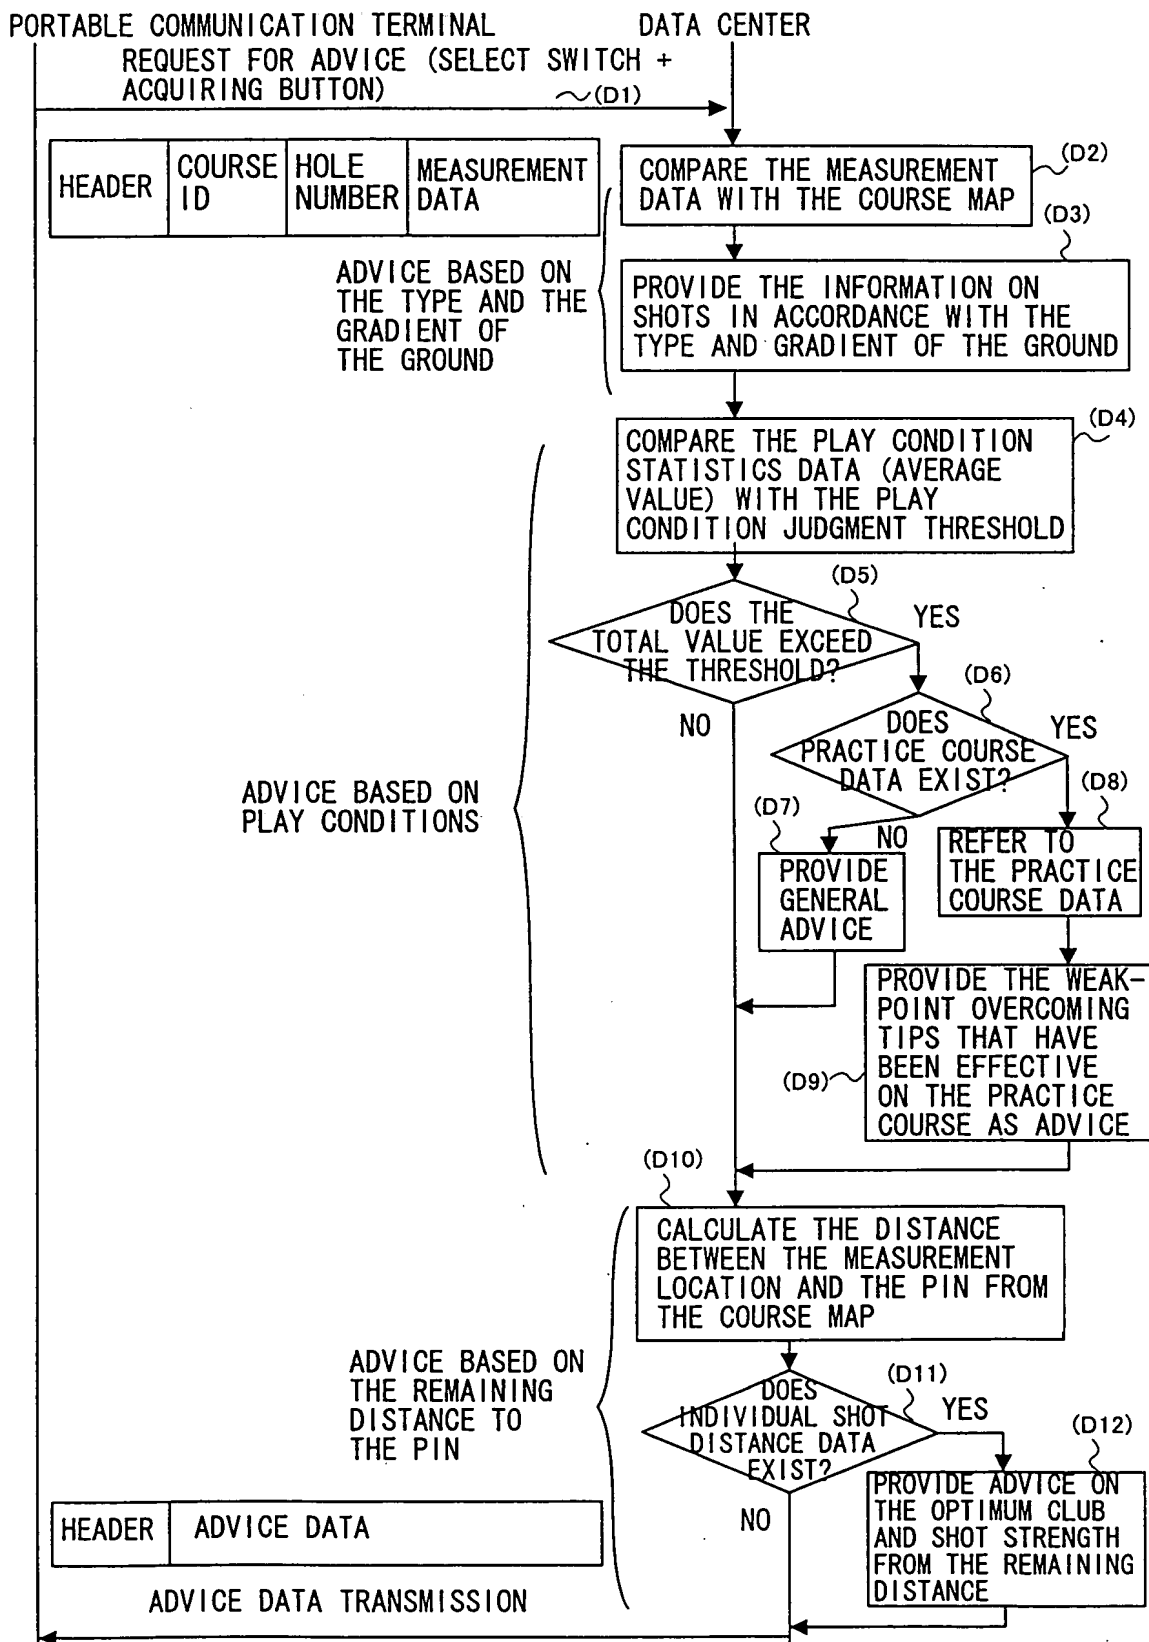 PORTABLE COMMUNICATION TERMINAL
DATA CENTER
REQUEST FOR ADVICE (SELECT SWITCH +
ACQUIRING BUTTON)
(D1)
HEADER
COURSE
ID
HOLE
NUMBER
MEASUREMENT
DATA
(D2)
COMPARE THE MEASUREMENT
DATA WITH THE COURSE MAP
(D3)
ADVICE BASED ON
THE TYPE AND THE
GRADIENT OF
THE GROUND
PROVIDE THE INFORMATION ON
SHOTS IN ACCORDANCE WITH THE
TYPE AND GRADIENT OF THE GROUND
(D4)
COMPARE THE PLAY CONDITION
STATISTICS DATA (AVERAGE
VALUE) WITH THE PLAY
CONDITION JUDGMENT THRESHOLD
(D5)
DOES THE
TOTAL VALUE EXCEED
THE THRESHOLD?
YES
NO
(D6)
DOES
PRACTICE COURSE
DATA EXIST?
YES
NO
ADVICE BASED ON
PLAY CONDITIONS
(D7)
PROVIDE
GENERAL
ADVICE
(D8)
REFER TO
THE PRACTICE
COURSE DATA
(D9)
PROVIDE THE WEAK-
POINT OVERCOMING
TIPS THAT HAVE
BEEN EFFECTIVE
ON THE PRACTICE
COURSE AS ADVICE
(D10)
CALCULATE THE DISTANCE
BETWEEN THE MEASUREMENT
LOCATION AND THE PIN FROM
THE COURSE MAP
ADVICE BASED ON
THE REMAINING
DISTANCE TO
THE PIN
(D11)
DOES
INDIVIDUAL SHOT
DISTANCE DATA
EXIST?
YES
NO
(D12)
PROVIDE ADVICE ON
THE OPTIMUM CLUB
AND SHOT STRENGTH
FROM THE REMAINING
DISTANCE
HEADER
ADVICE DATA
ADVICE DATA TRANSMISSION